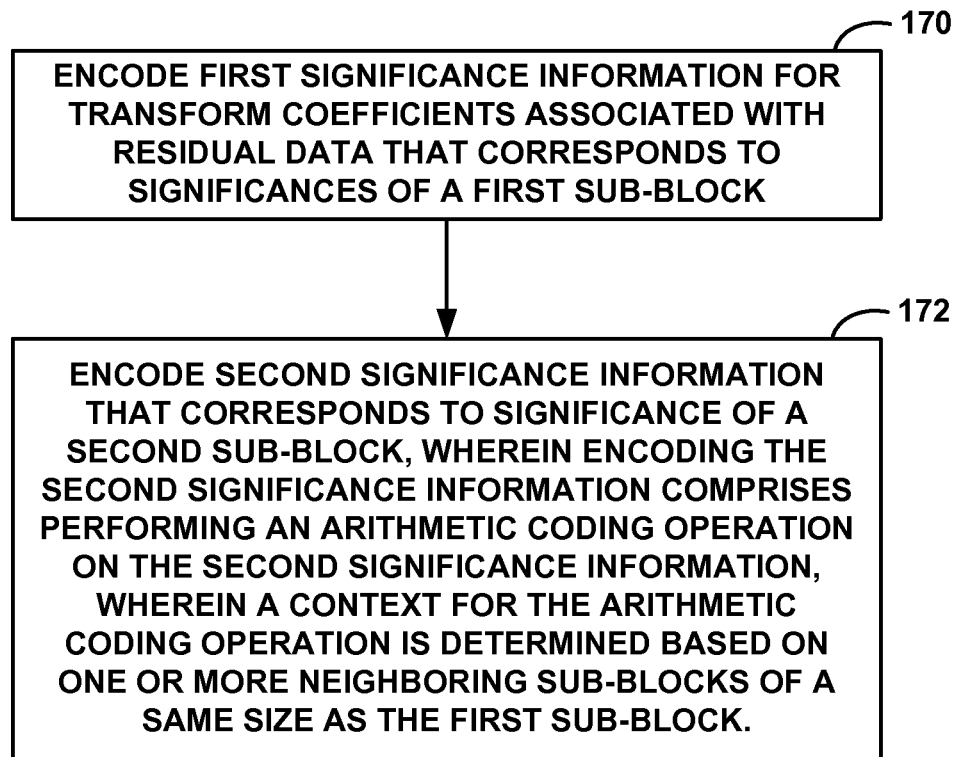 170
ENCODE FIRST SIGNIFICANCE INFORMATION FOR
TRANSFORM COEFFICIENTS ASSOCIATED WITH
RESIDUAL DATA THAT CORRESPONDS TO
SIGNIFICANCES OF A FIRST SUB-BLOCK
172
ENCODE SECOND SIGNIFICANCE INFORMATION
THAT CORRESPONDS TO SIGNIFICANCE OF A
SECOND SUB-BLOCK, WHEREIN ENCODING THE
SECOND SIGNIFICANCE INFORMATION COMPRISES
PERFORMING AN ARITHMETIC CODING OPERATION
ON THE SECOND SIGNIFICANCE INFORMATION,
WHEREIN A CONTEXT FOR THE ARITHMETIC
CODING OPERATION IS DETERMINED BASED ON
ONE OR MORE NEIGHBORING SUB-BLOCKS OF A
SAME SIZE AS THE FIRST SUB-BLOCK.